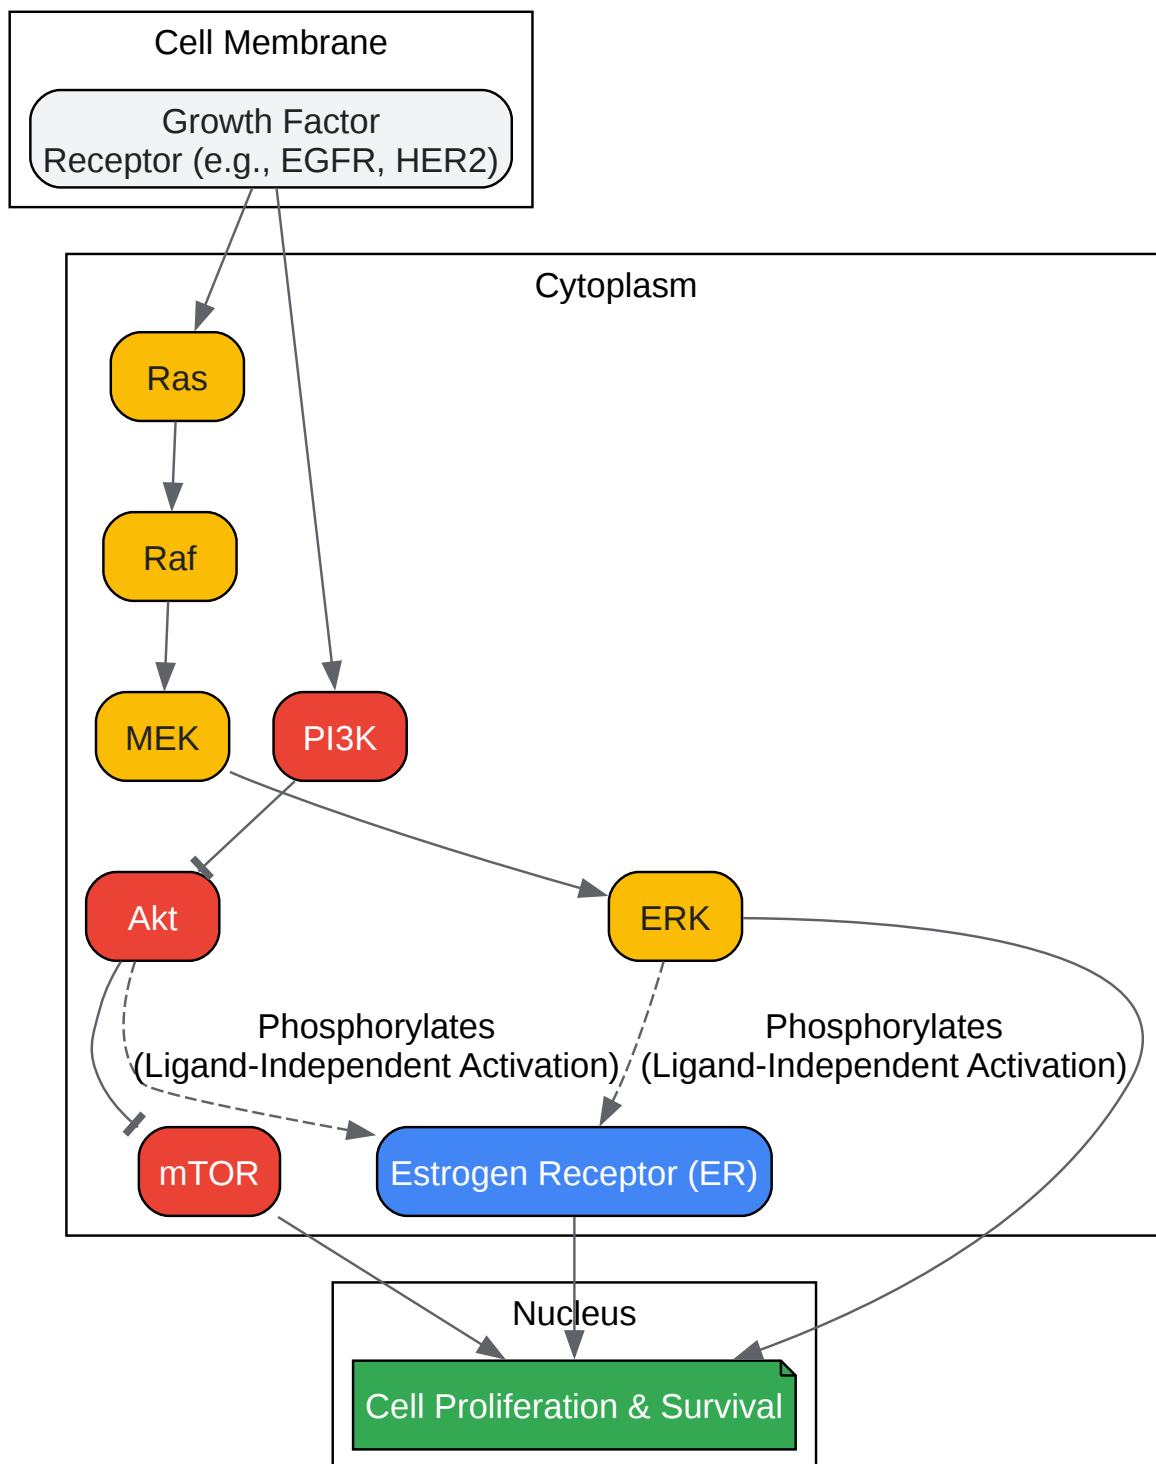 Cell Membrane
Growth Factor
Receptor (e.g., EGFR, HER2)
Cytoplasm
Ras
Raf
MEK
PI3K
Akt
ERK
Phosphorylates
(Ligand-Independent Activation)
Phosphorylates
(Ligand-Independent Activation)
mTOR
Estrogen Receptor (ER)
Nucleus
Cell Proliferation & Survival